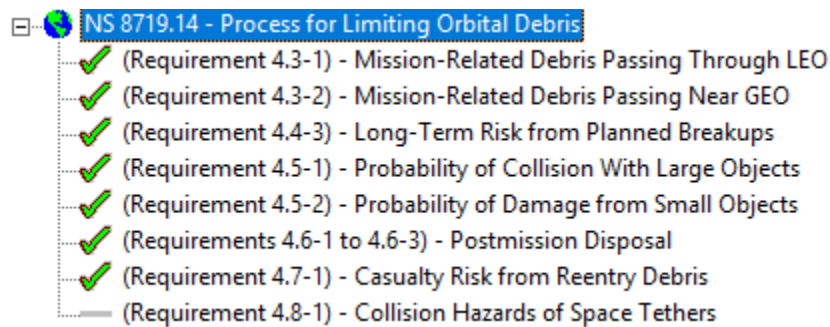 NS 8719.14 - Process for Limiting Orbital Debris
(Requirement 4.3-1) - Mission-Related Debris Passing Through LEO
(Requirement 4.3-2) - Mission-Related Debris Passing Near GEO
(Requirement 4.4-3) - Long-Term Risk from Planned Breakups
(Requirement 4.5-1) - Probability of Collision With Large Objects
(Requirement 4.5-2) - Probability of Damage from Small Objects
(Requirements 4.6-1 to 4.6-3) - Postmission Disposal
(Requirement 4.7-1) - Casualty Risk from Reentry Debris
(Requirement 4.8-1) - Collision Hazards of Space Tethers